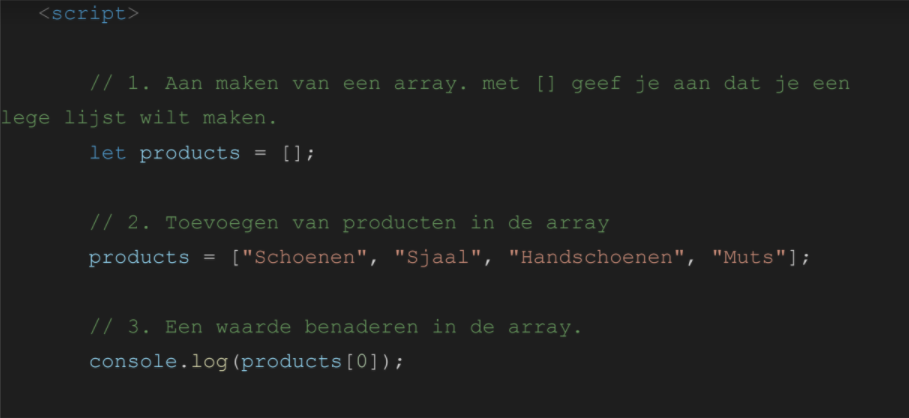 <script>
// 1. Aan maken van een array. met [] geef je aan dat je een
lege lijst wilt maken.
let products = [];
// 2. Toevoegen van producten in de array
products = ["Schoenen", "Sjaal", "Handschoenen", "Muts"];
// 3. Een waarde benaderen in de array.
console.log(products[0]);